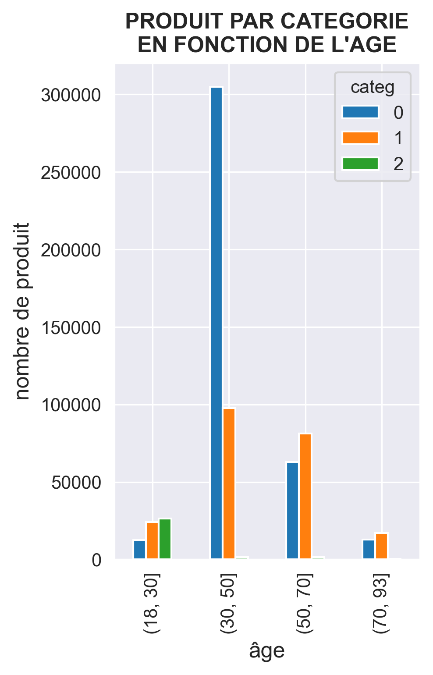 PRODUIT PAR CATEGORIE
EN FONCTION DE L'AGE
categ
0
1
2
300000
250000
200000
150000
100000
50000
0
nombre de produit
(18, 30]
(30, 50]
(50, 70]
(70, 93]
âge